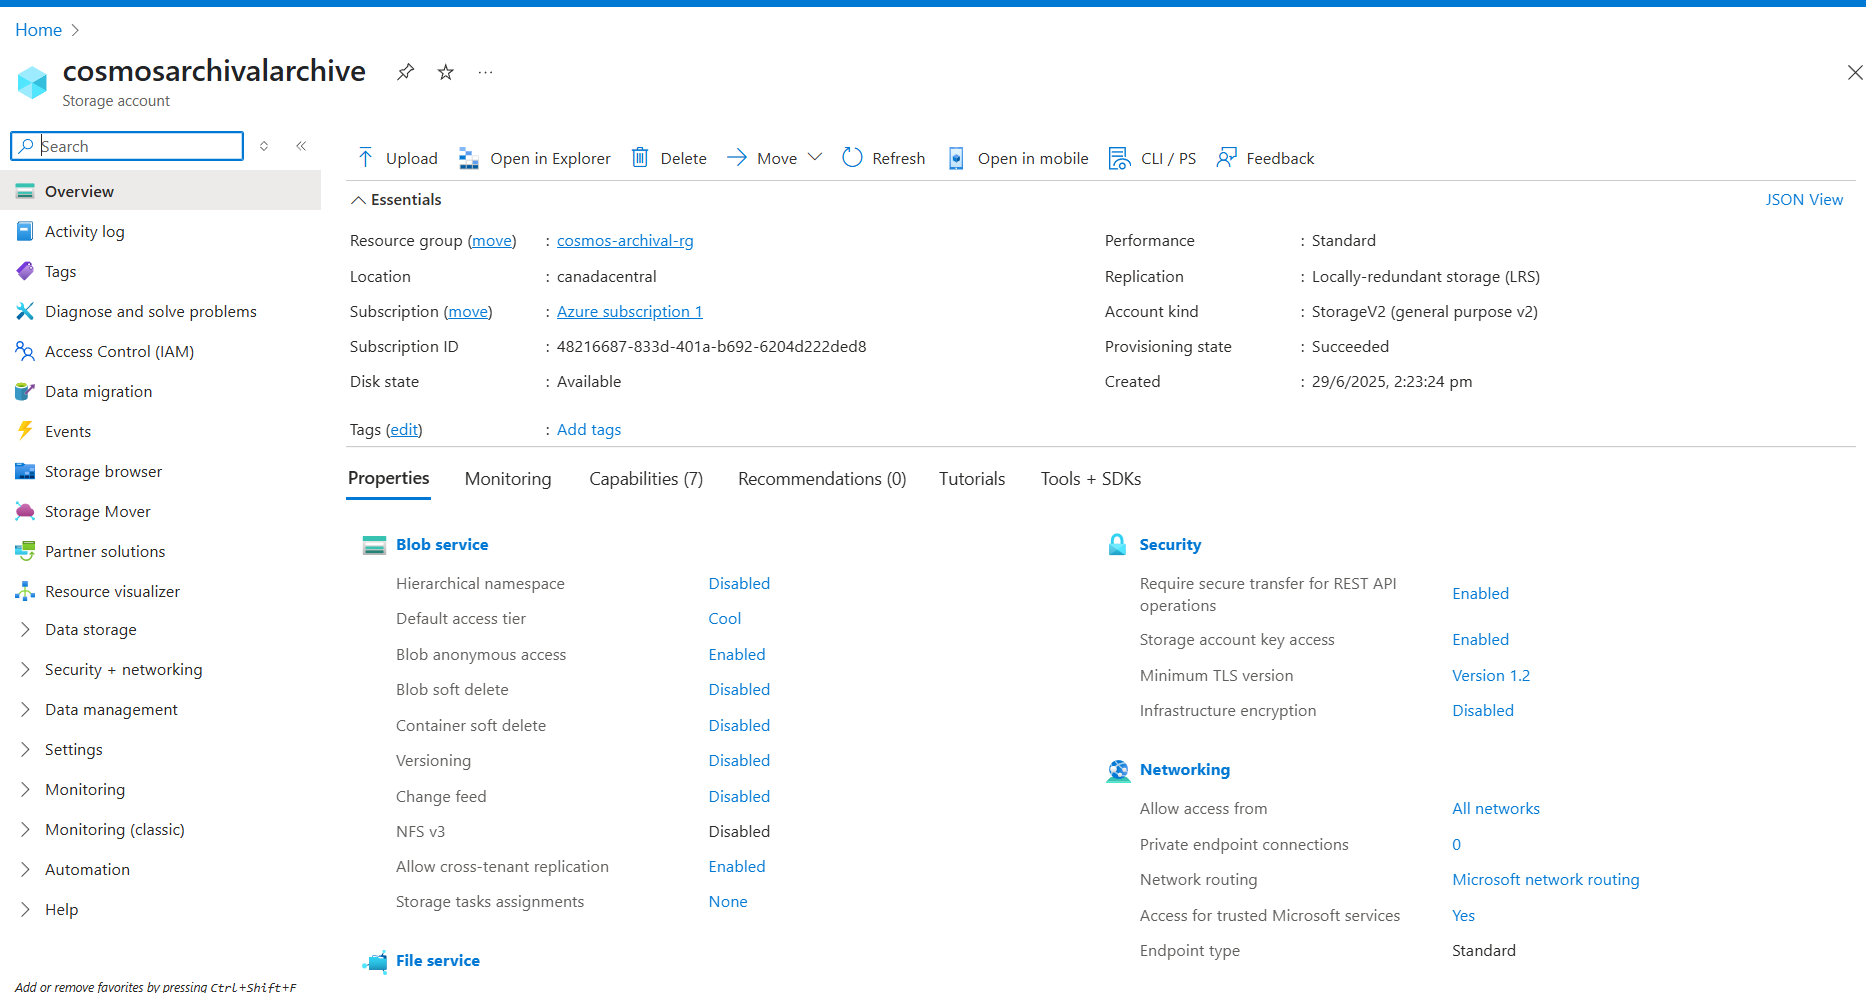 Home
cosmosarchivalarchive
Storage account
Search
Overview
Activity log
Tags
Diagnose and solve problems
Access Control (IAM)
Data migration
Events
Storage browser
Storage Mover
Partner solutions
Resource visualizer
Data storage
Security + networking
Data management
Settings
Monitoring
Monitoring (classic)
Automation
Help
Add or remove favorites by pressing Ctrl+Shift+F
Upload Open in Explorer Delete Move Refresh Open in mobile CLI / PS Feedback
Essentials JSON View
Resource group (move) : cosmos-archival-rg
Location : canadacentral
Subscription (move) : Azure subscription 1
Subscription ID : 48216687-833d-401a-b692-6204d222ded8
Disk state : Available
Tags (edit) : Add tags
Performance : Standard
Replication : Locally-redundant storage (LRS)
Account kind : StorageV2 (general purpose v2)
Provisioning state : Succeeded
Created : 29/6/2025, 2:23:24 pm
Properties Monitoring Capabilities (7) Recommendations (0) Tutorials Tools + SDKs
Blob service
Hierarchical namespace Disabled
Default access tier Cool
Blob anonymous access Enabled
Blob soft delete Disabled
Container soft delete Disabled
Versioning Disabled
Change feed Disabled
NFS v3 Disabled
Allow cross-tenant replication Enabled
Storage tasks assignments None
File service
Security
Require secure transfer for REST API
operations Enabled
Storage account key access Enabled
Minimum TLS version Version 1.2
Infrastructure encryption Disabled
Networking
Allow access from All networks
Private endpoint connections 0
Network routing Microsoft network routing
Access for trusted Microsoft services Yes
Endpoint type Standard